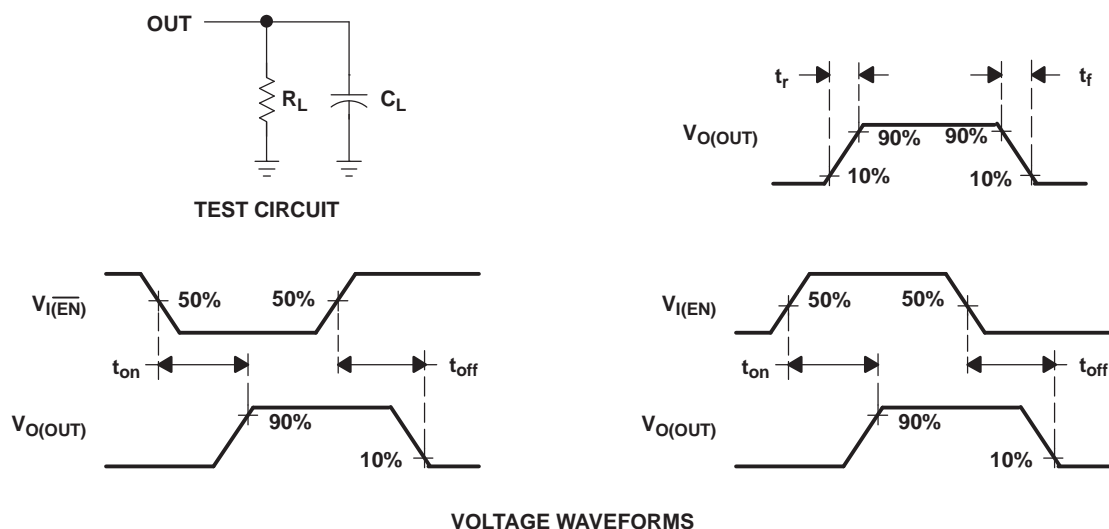 OUT
R_L
C_L
TEST CIRCUIT
t_r
t_f
V_O(OUT)
90%
90%
10%
10%
V_I(E̅N̅)
50%
50%
t_on
t_off
V_O(OUT)
90%
10%
V_I(EN)
50%
50%
t_on
t_off
V_O(OUT)
90%
10%
VOLTAGE WAVEFORMS